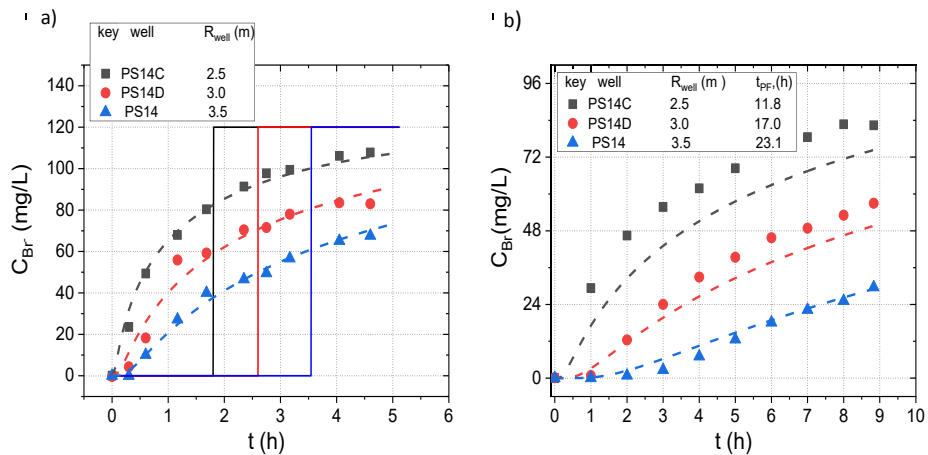 a)
key well R_well (m)
PS14C 2.5
PS14D 3.0
PS14 3.5
140
120
100
80
60
40
20
0
C_Br- (mg/L)
0 1 2 3 4 5 6
t (h)
b)
key well R_well (m ) t_PF, (h)
PS14C 2.5 11.8
PS14D 3.0 17.0
PS14 3.5 23.1
96
72
48
24
0
C_Br (mg/L)
0 1 2 3 4 5 6 7 8 9 10
t (h)